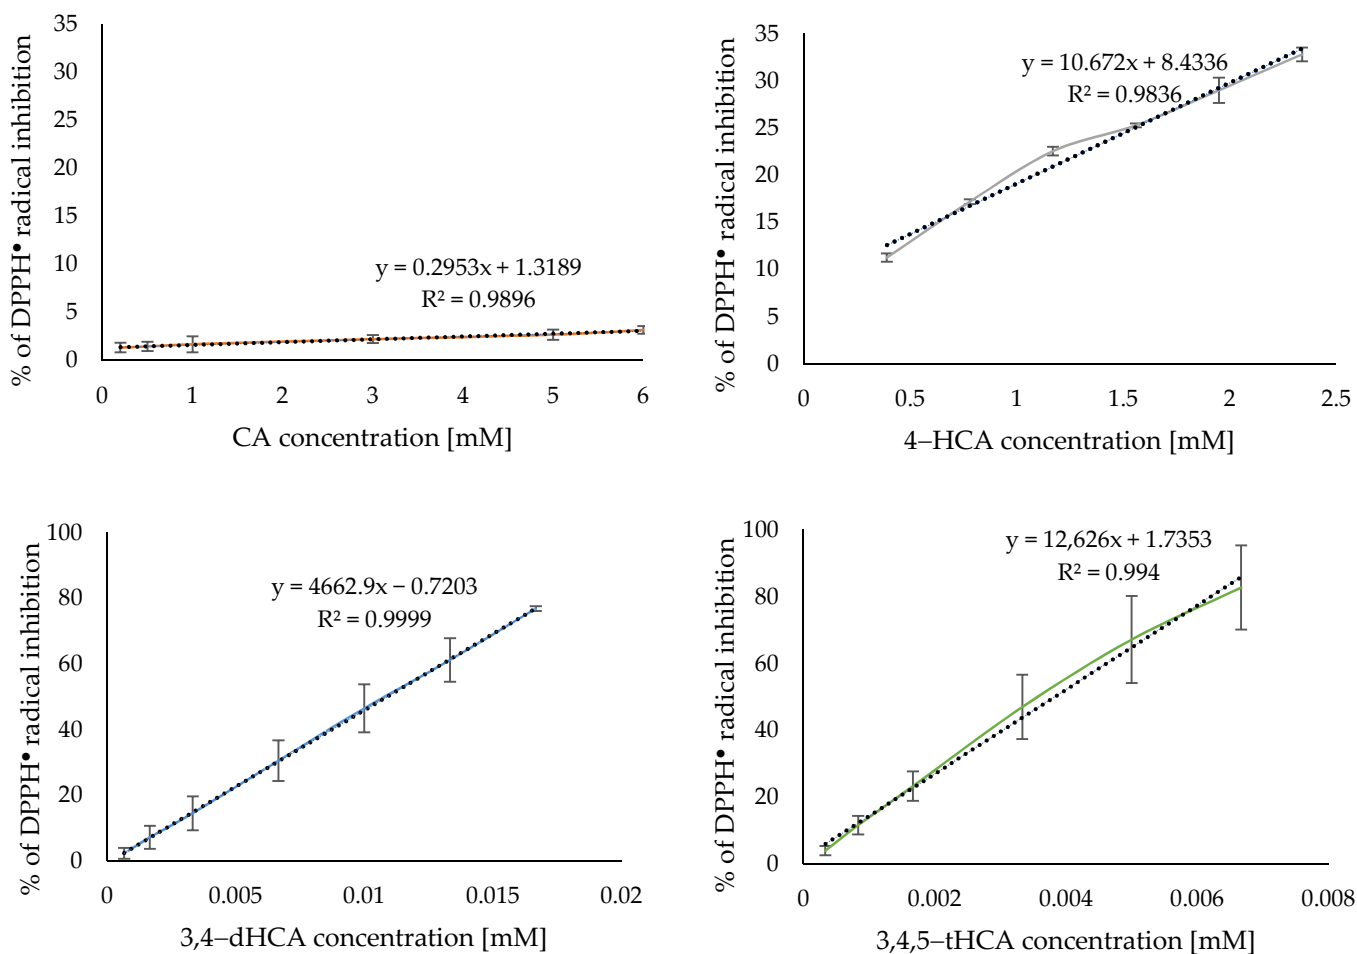 % of DPPH• radical inhibition
35
30
25
20
15
10
5
0
y = 0.2953x + 1.3189
R² = 0.9896
0 1 2 3 4 5 6
CA concentration [mM]
% of DPPH• radical inhibition
35
30
25
20
15
10
5
0
y = 10.672x + 8.4336
R² = 0.9836
0 0.5 1 1.5 2 2.5
4–HCA concentration [mM]
% of DPPH• radical inhibition
100
80
60
40
20
0
y = 4662.9x − 0.7203
R² = 0.9999
0 0.005 0.01 0.015 0.02
3,4–dHCA concentration [mM]
% of DPPH• radical inhibition
100
80
60
40
20
0
y = 12,626x + 1.7353
R² = 0.994
0 0.002 0.004 0.006 0.008
3,4,5–tHCA concentration [mM]